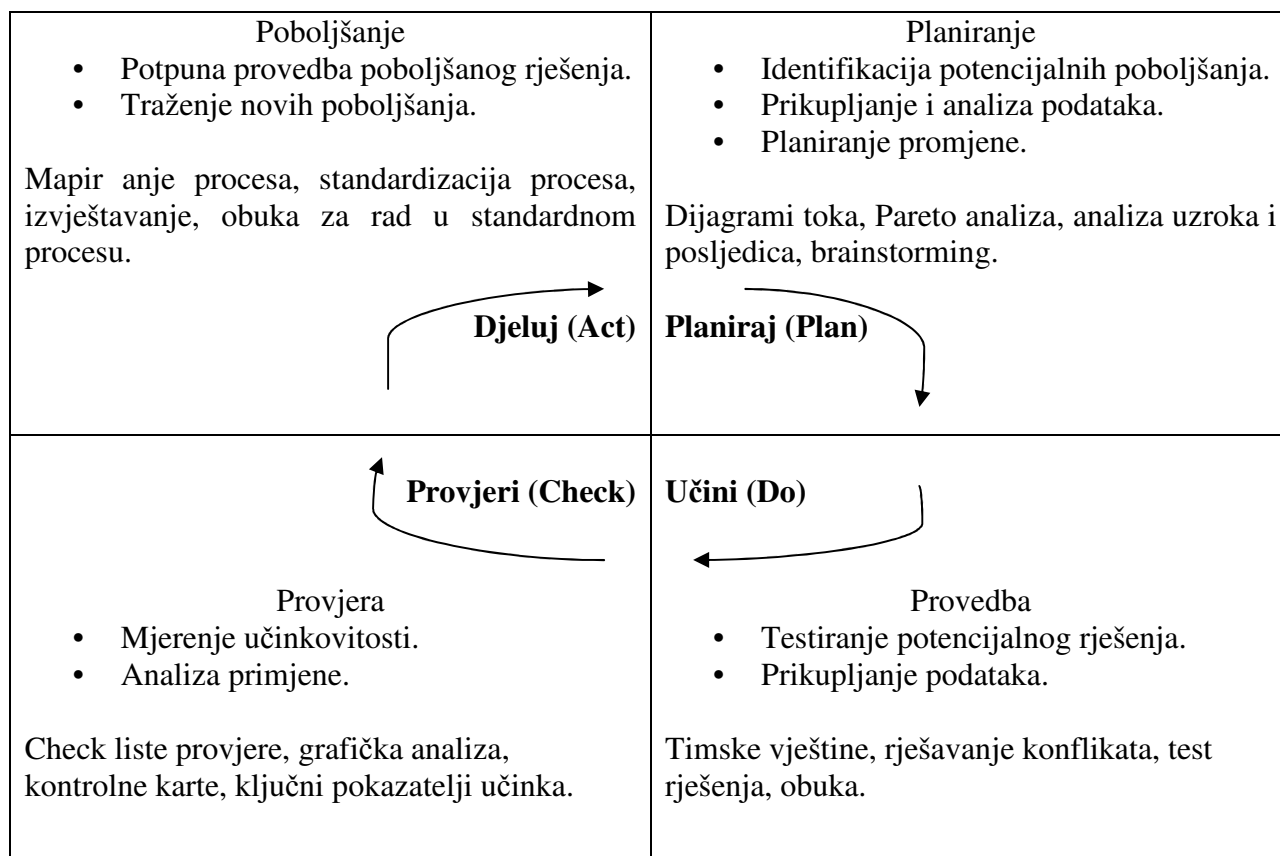 Poboljšanje
• Potpuna provedba poboljšanog rješenja.
• Traženje novih poboljšanja.
Mapir anje procesa, standardizacija procesa,
izvještavanje, obuka za rad u standardnom
procesu.
Djeluj (Act)
Planiranje
• Identifikacija potencijalnih poboljšanja.
• Prikupljanje i analiza podataka.
• Planiranje promjene.
Dijagrami toka, Pareto analiza, analiza uzroka i
posljedica, brainstorming.
Planiraj (Plan)
Provjeri (Check)
Provjera
• Mjerenje učinkovitosti.
• Analiza primjene.
Check liste provjere, grafička analiza,
kontrolne karte, ključni pokazatelji učinka.
Učini (Do)
Provedba
• Testiranje potencijalnog rješenja.
• Prikupljanje podataka.
Timske vještine, rješavanje konflikata, test
rješenja, obuka.